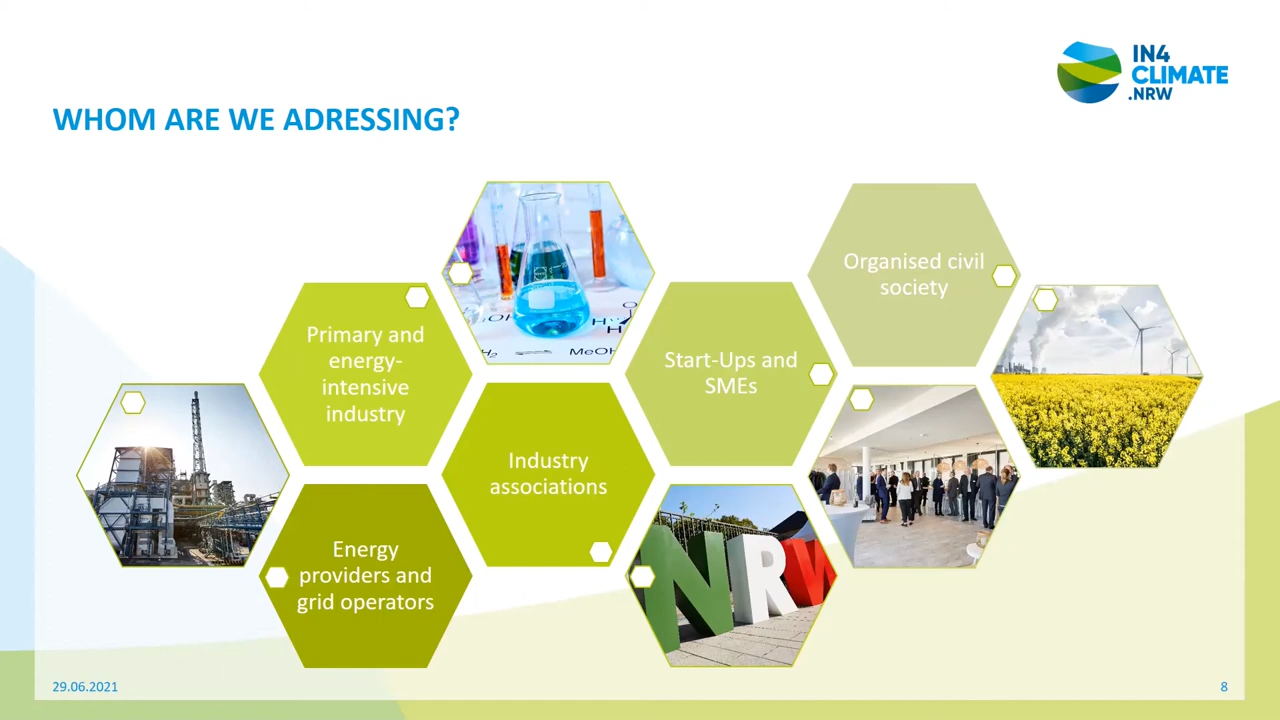 IN4
CLIMATE
.NRW
WHOM ARE WE ADRESSING?
Organised civil
society
Primary and
energy-
intensive
industry
Start-Ups and
SMEs
Industry
associations
Energy
providers and
grid operators
MeOH
NRW
29.06.2021
8